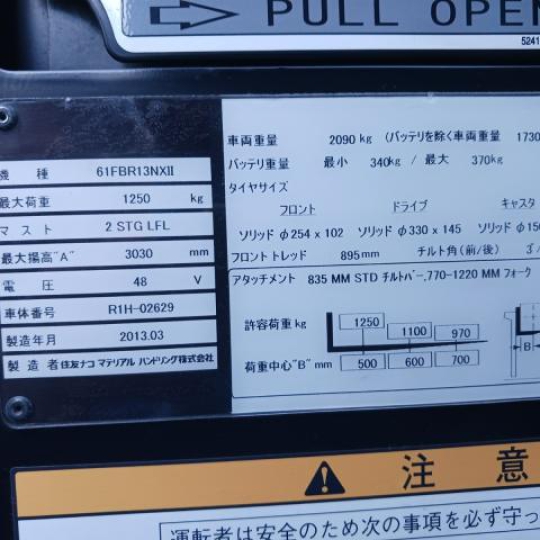 PULL OPEN
5241
機 種 61FBR13NXⅡ
最大荷重 1250 kg
マ ス ト 2 STG LFL
最大揚高"A" 3030 mm
電 圧 48 V
車体番号 R1H-02629
製造年月 2013.03
製 造 者 住友ナコ マテリアル ハンドリング株式会社
車両重量 2090 kg (バッテリを除く車両重量 1730
バッテリ重量 最小 340kg / 最大 370kg
タイヤサイズ
フロント ドライブ キャスタ
ソリッド φ254 x 102 ソリッド φ330 x 145 ソリッド φ15
フロントトレッド 895mm チルト角(前/後) 3/
アタッチメント 835 MM STD チルトバー,770-1220 MM フォーク
許容荷重 kg 1250 1100 970
荷重中心"B" mm 500 600 700
B
注 意
運転者は安全のため次の事項を必ず守っ